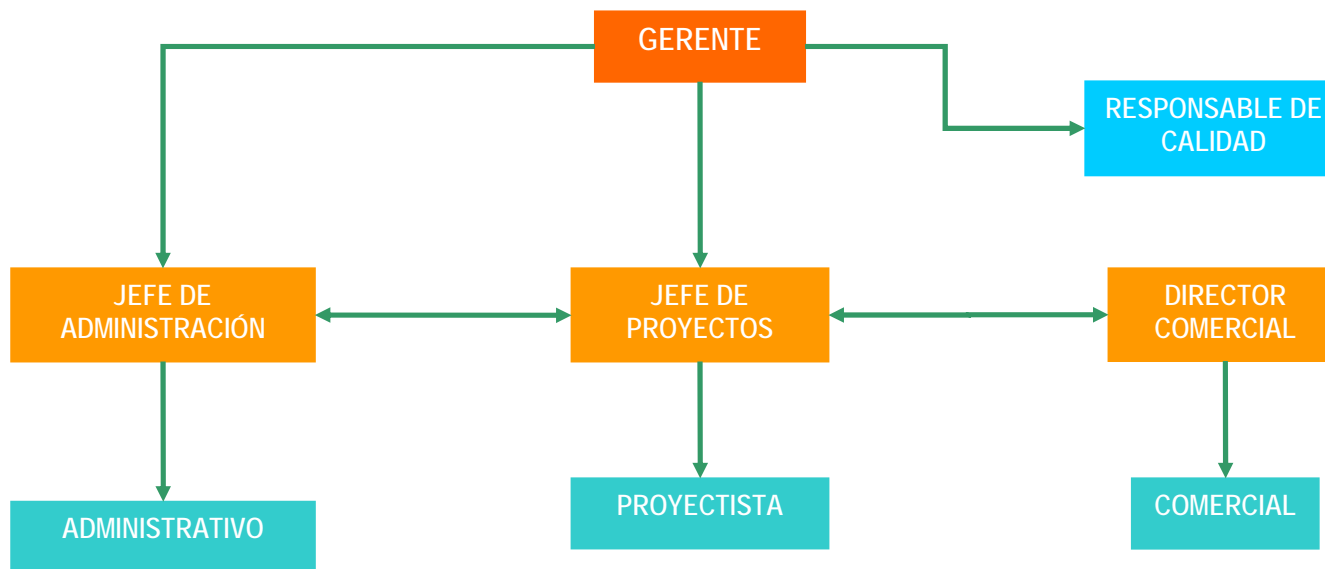 GERENTE
RESPONSABLE DE
CALIDAD
JEFE DE
ADMINISTRACIÓN
JEFE DE
PROYECTOS
DIRECTOR
COMERCIAL
ADMINISTRATIVO
PROYECTISTA
COMERCIAL